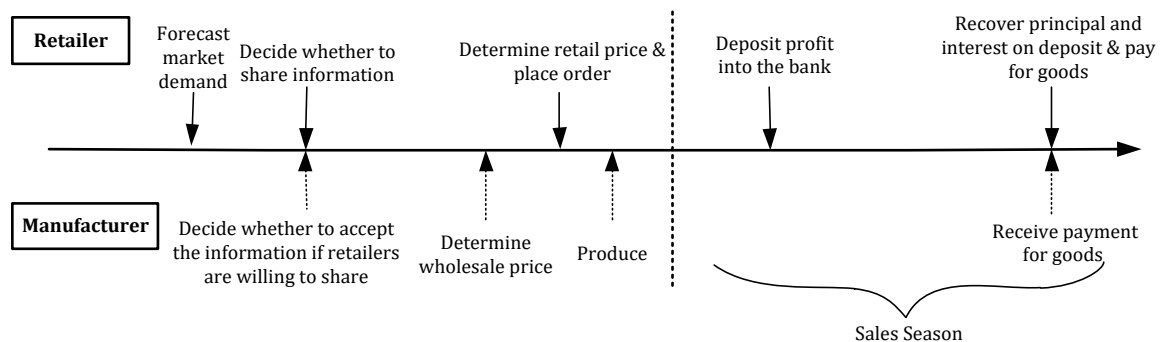 Retailer
Forecast
market
demand
Decide whether to
share information
Determine retail price &
place order
Deposit profit
into the bank
Recover principal and
interest on deposit & pay
for goods
Manufacturer
Decide whether to accept
the information if retailers
are willing to share
Determine
wholesale price
Produce
Receive payment
for goods
Sales Season